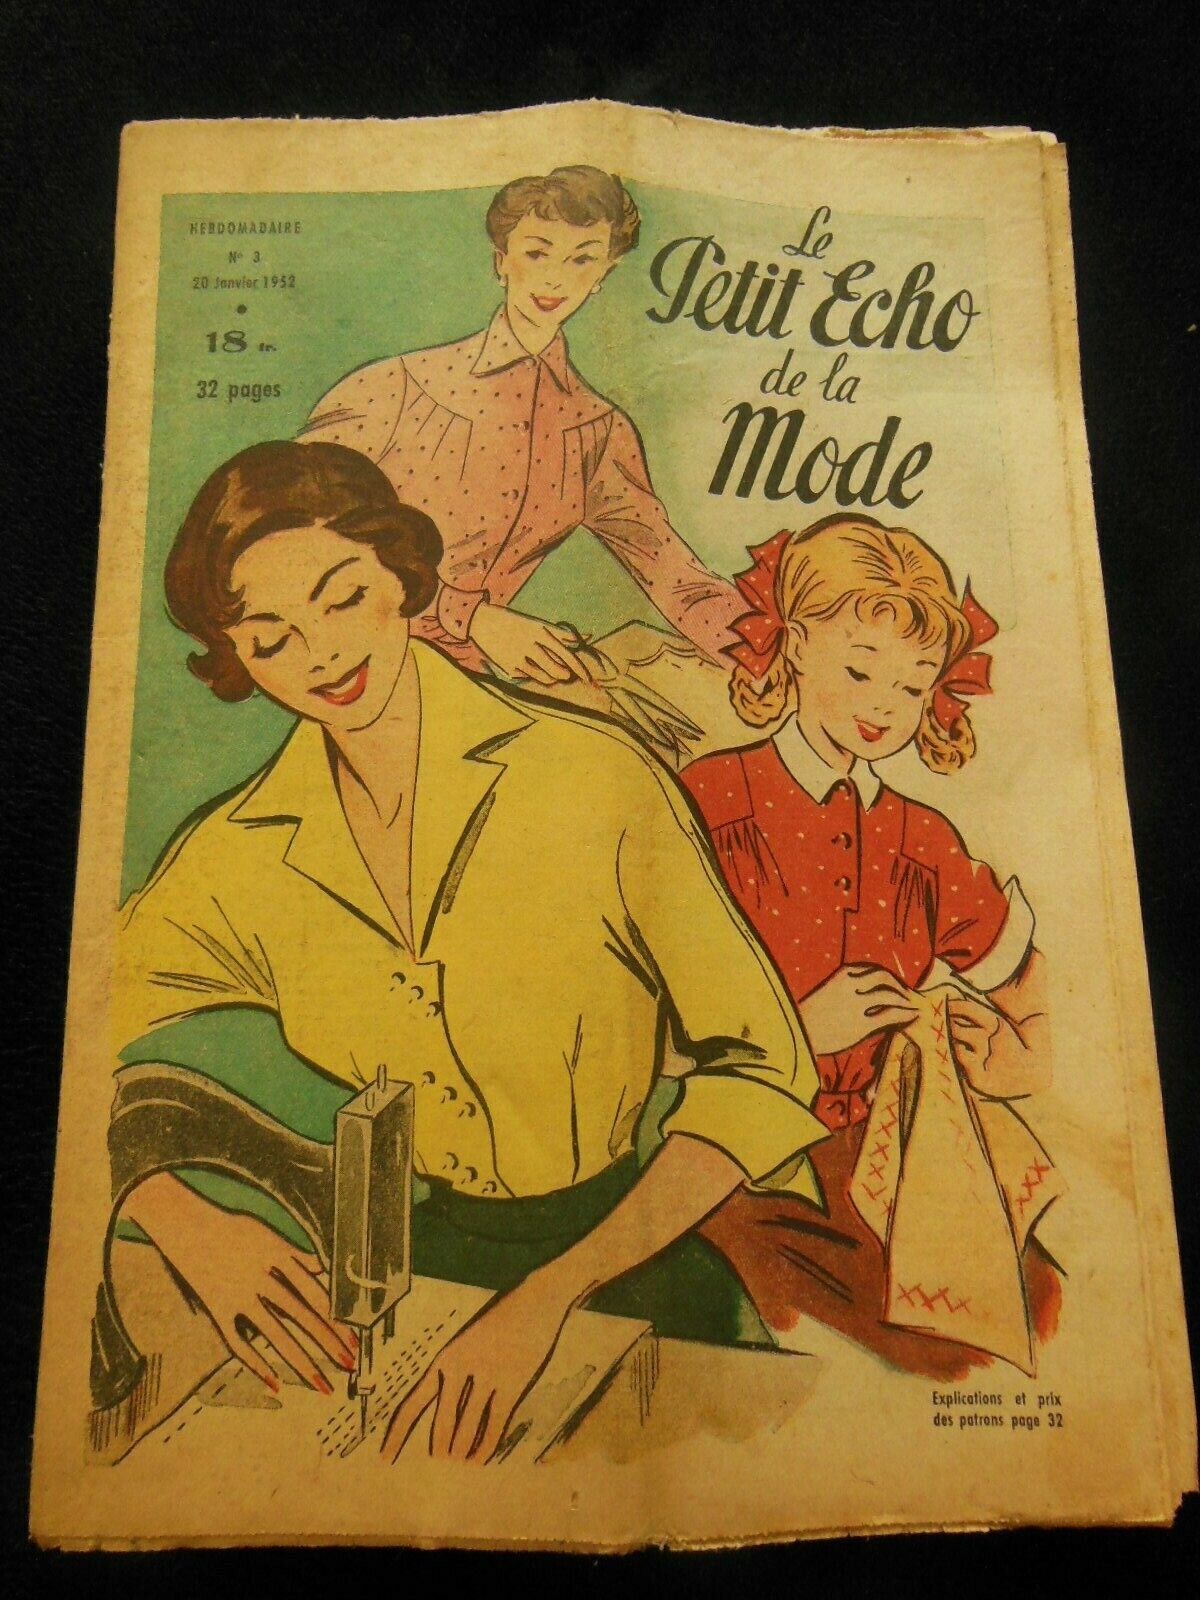 HEBDOMADAIRE
N° 3
20 Janvier 1952
18 fr.
32 pages
Le
Petit Echo
de la
Mode
Explications et prix
des patrons page 32